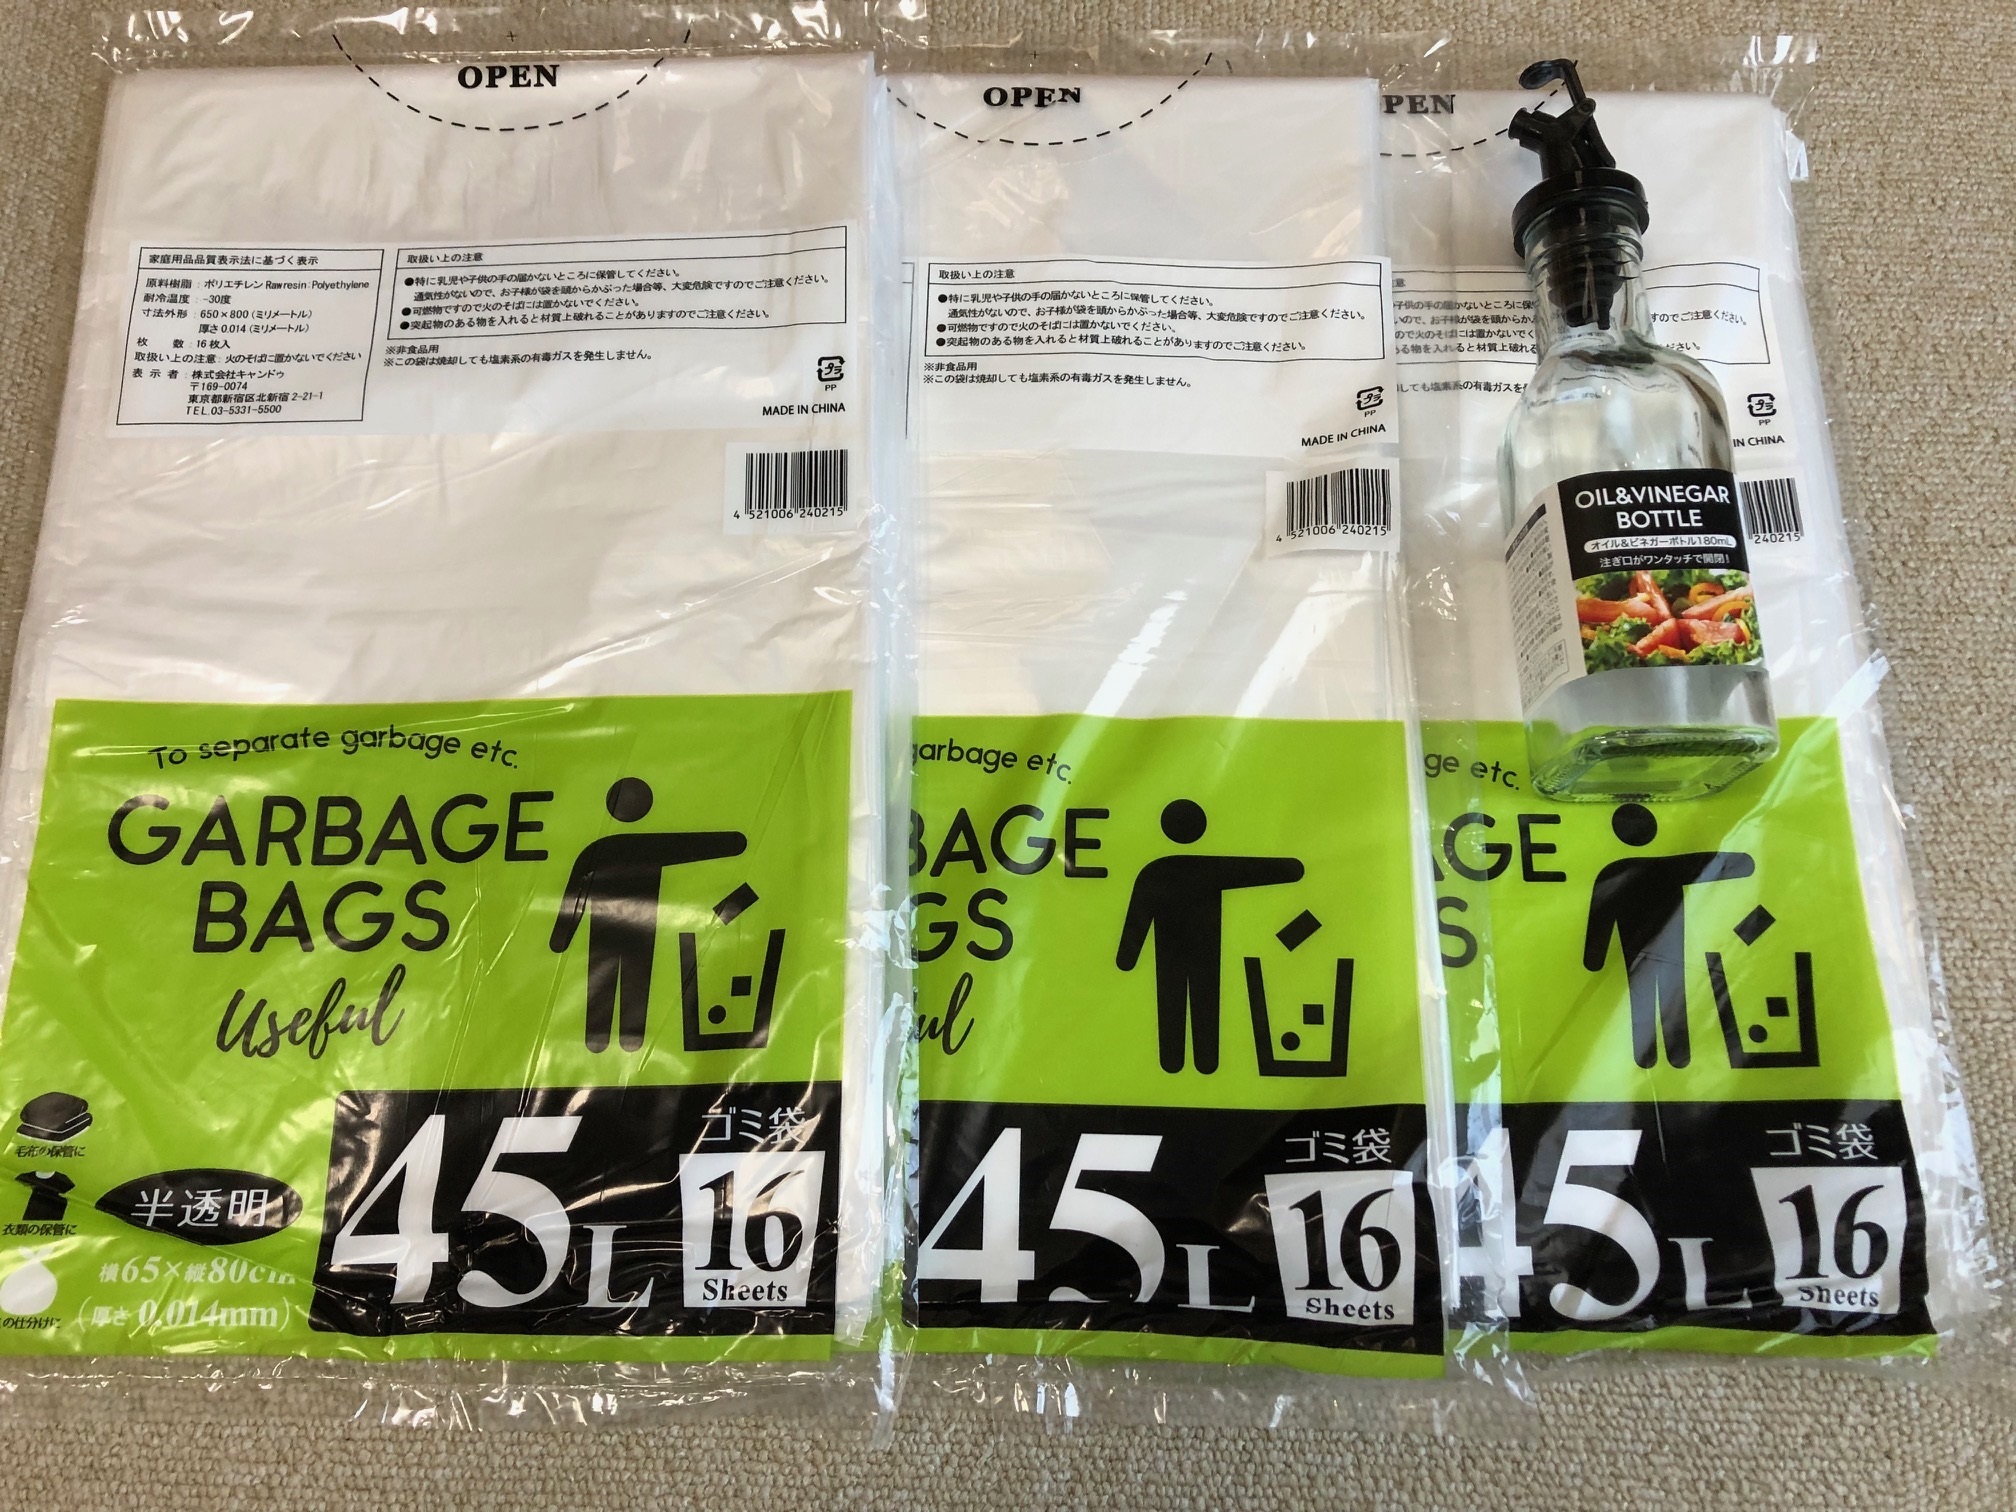 OPEN
家庭用品品質表示法に基づく表示
原料樹脂：ポリエチレン Raw resin：Polyethylene
耐冷温度：-30度
寸法外形：650×800（ミリメートル）
厚さ0.014（ミリメートル）
枚　　数：16枚入
取扱い上の注意：火のそばに置かないでください
表 示 者：株式会社キャンドゥ
〒169-0074
東京都新宿区北新宿2-21-1
TEL.03-5331-5500
取扱い上の注意
●特に乳児や子供の手の届かないところに保管してください。
通気性がないので、お子様が袋を頭からかぶった場合等、大変危険ですのでご注意ください。
●可燃物ですので火のそばには置かないでください。
●突起物のある物を入れると材質上破れることがありますのでご注意ください。
※非食品用
※この袋は焼却しても塩素系の有毒ガスを発生しません。
プラ
PP
MADE IN CHINA
4 521006 240215
To separate garbage etc.
GARBAGE
BAGS
Useful
毛布の保管に
衣類の保管に
の仕分けに
半透明
横65×縦80cm
（厚さ 0.014mm）
45L
ゴミ袋
16
Sheets
OPEN
取扱い上の注意
●特に乳児や子供の手の届かないところに保管してください。
通気性がないので、お子様が袋を頭からかぶった場合等、大変危険ですのでご注意ください。
●可燃物ですので火のそばには置かないでください。
●突起物のある物を入れると材質上破れることがありますのでご注意ください。
※非食品用
※この袋は焼却しても塩素系の有毒ガスを発生しません。
プラ
PP
MADE IN CHINA
4 521006 240215
garbage etc.
BAGE
GS
ul
45L
ゴミ袋
16
Sheets
PEN
プラ
PP
IN CHINA
240215
ge etc.
GE
S
45L
ゴミ袋
16
Sheets
OIL&VINEGAR
BOTTLE
オイル&ビネガーボトル180mL
注ぎ口がワンタッチで開閉！